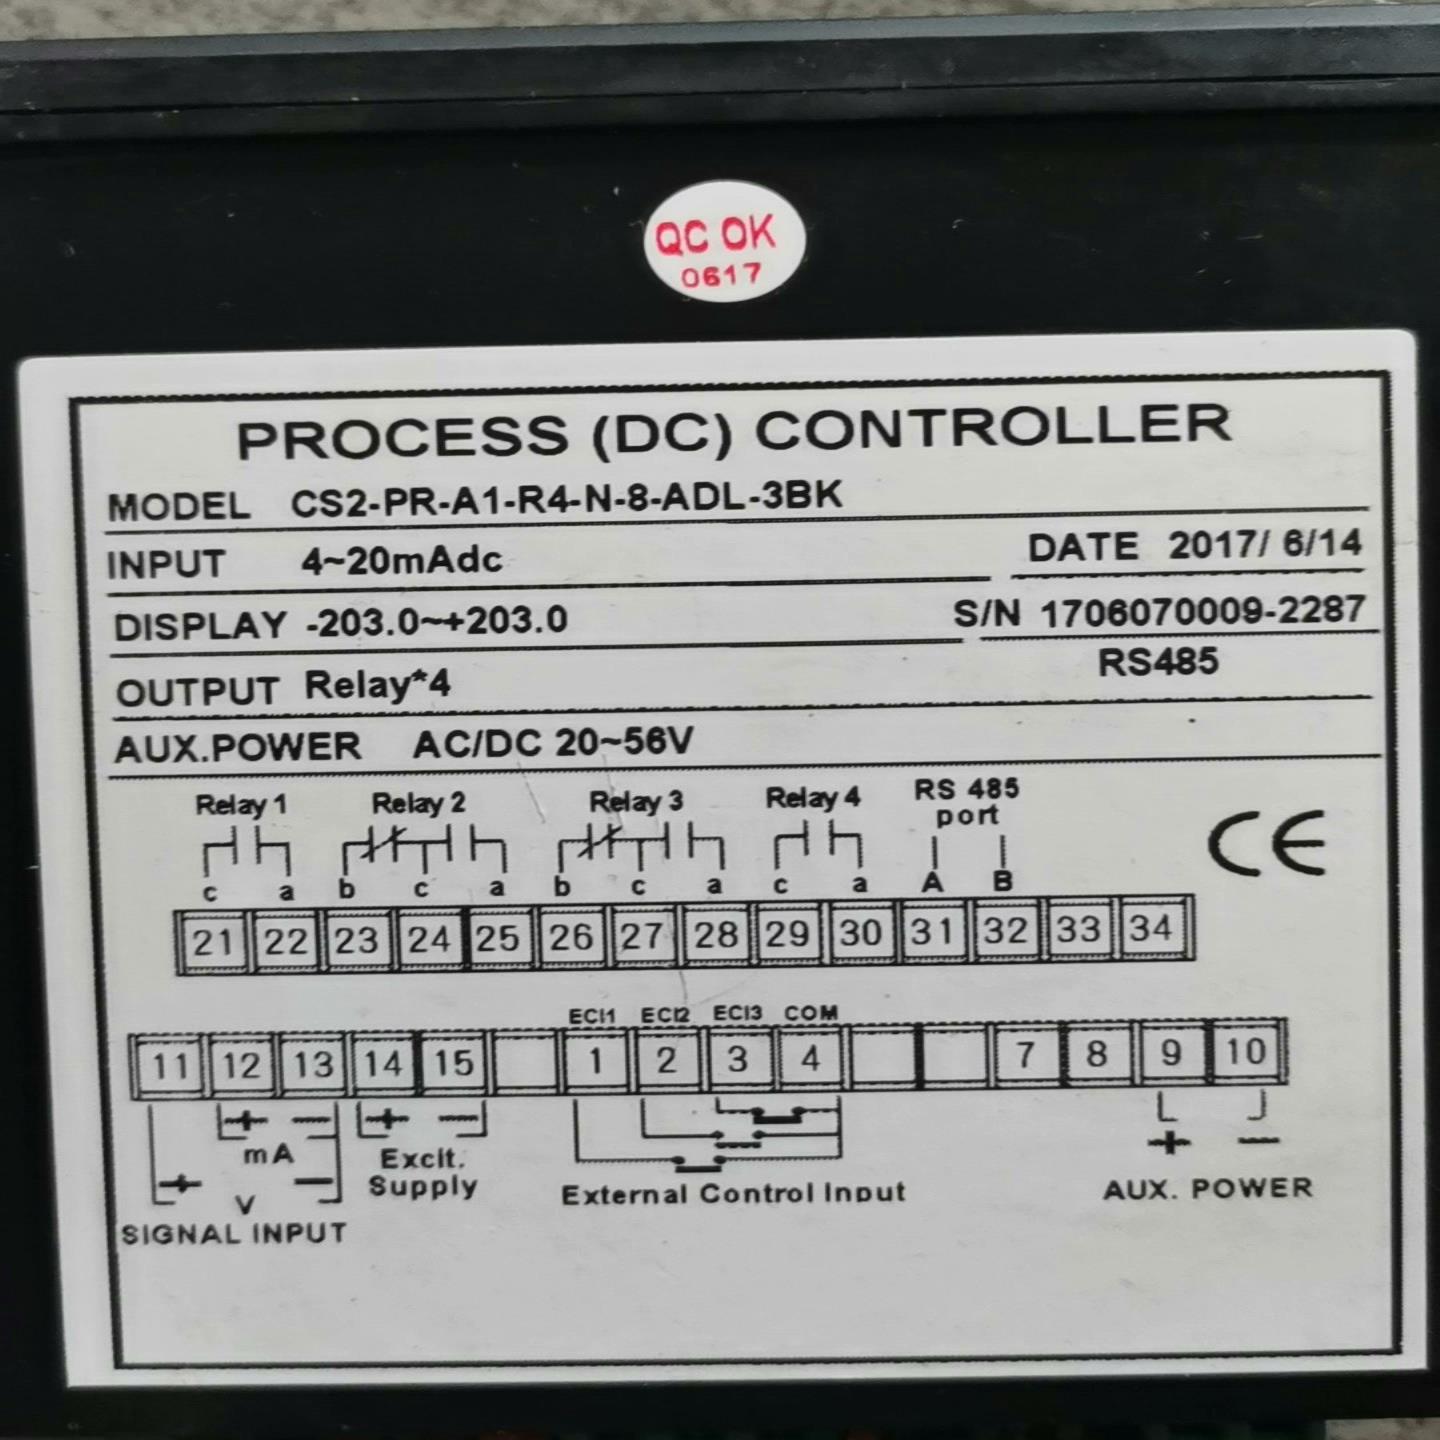 QC OK
0617
PROCESS (DC) CONTROLLER
MODEL CS2-PR-A1-R4-N-8-ADL-3BK
INPUT 4~20mAdc DATE 2017/ 6/14
DISPLAY -203.0~+203.0 S/N 1706070009-2287
OUTPUT Relay*4 RS485
AUX.POWER AC/DC 20~56V
Relay 1 Relay 2 Relay 3 Relay 4 RS 485
port
c a b c a b c a c a A B
CE
21 22 23 24 25 26 27 28 29 30 31 32 33 34
ECI1 ECI2 ECI3 COM
11 12 13 14 15 1 2 3 4 7 8 9 10
+ − + −
mA Excit. + −
+ − Supply
V External Control Input AUX. POWER
SIGNAL INPUT